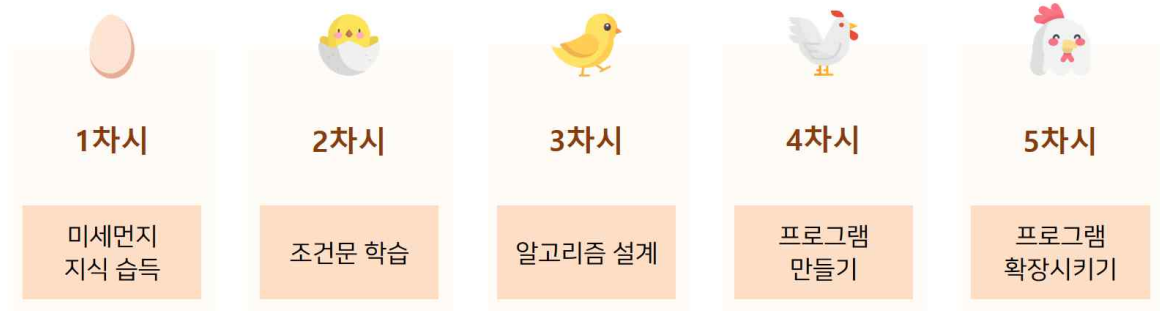 1차시
미세먼지
지식 습득
2차시
조건문 학습
3차시
알고리즘 설계
4차시
프로그램
만들기
5차시
프로그램
확장시키기